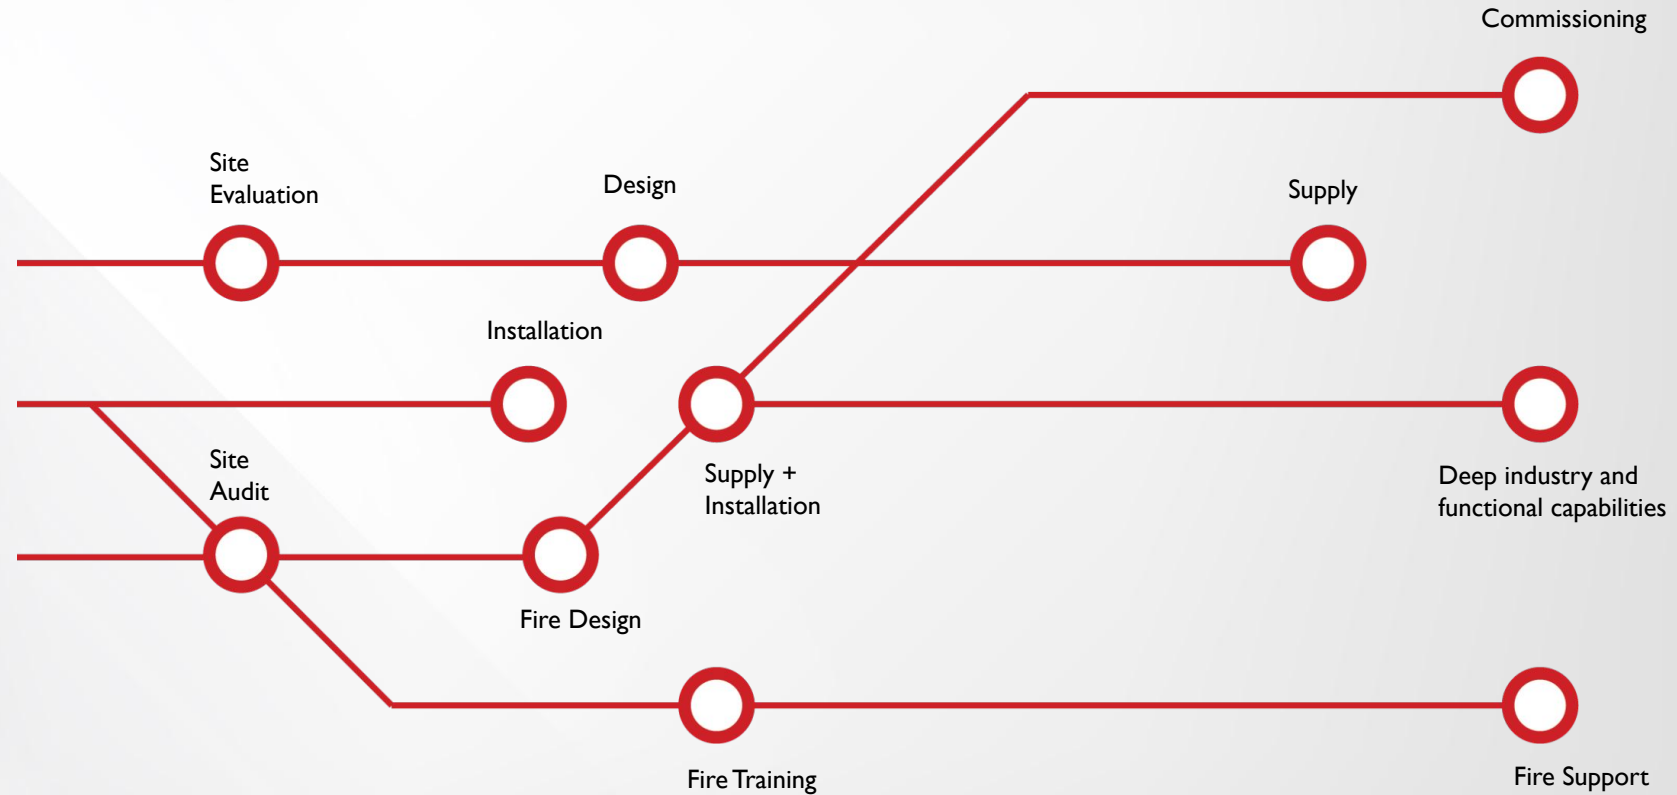 Commissioning
Site
Evaluation
Design
Supply
Installation
Site
Audit
Supply +
Installation
Deep industry and
functional capabilities
Fire Design
Fire Training
Fire Support